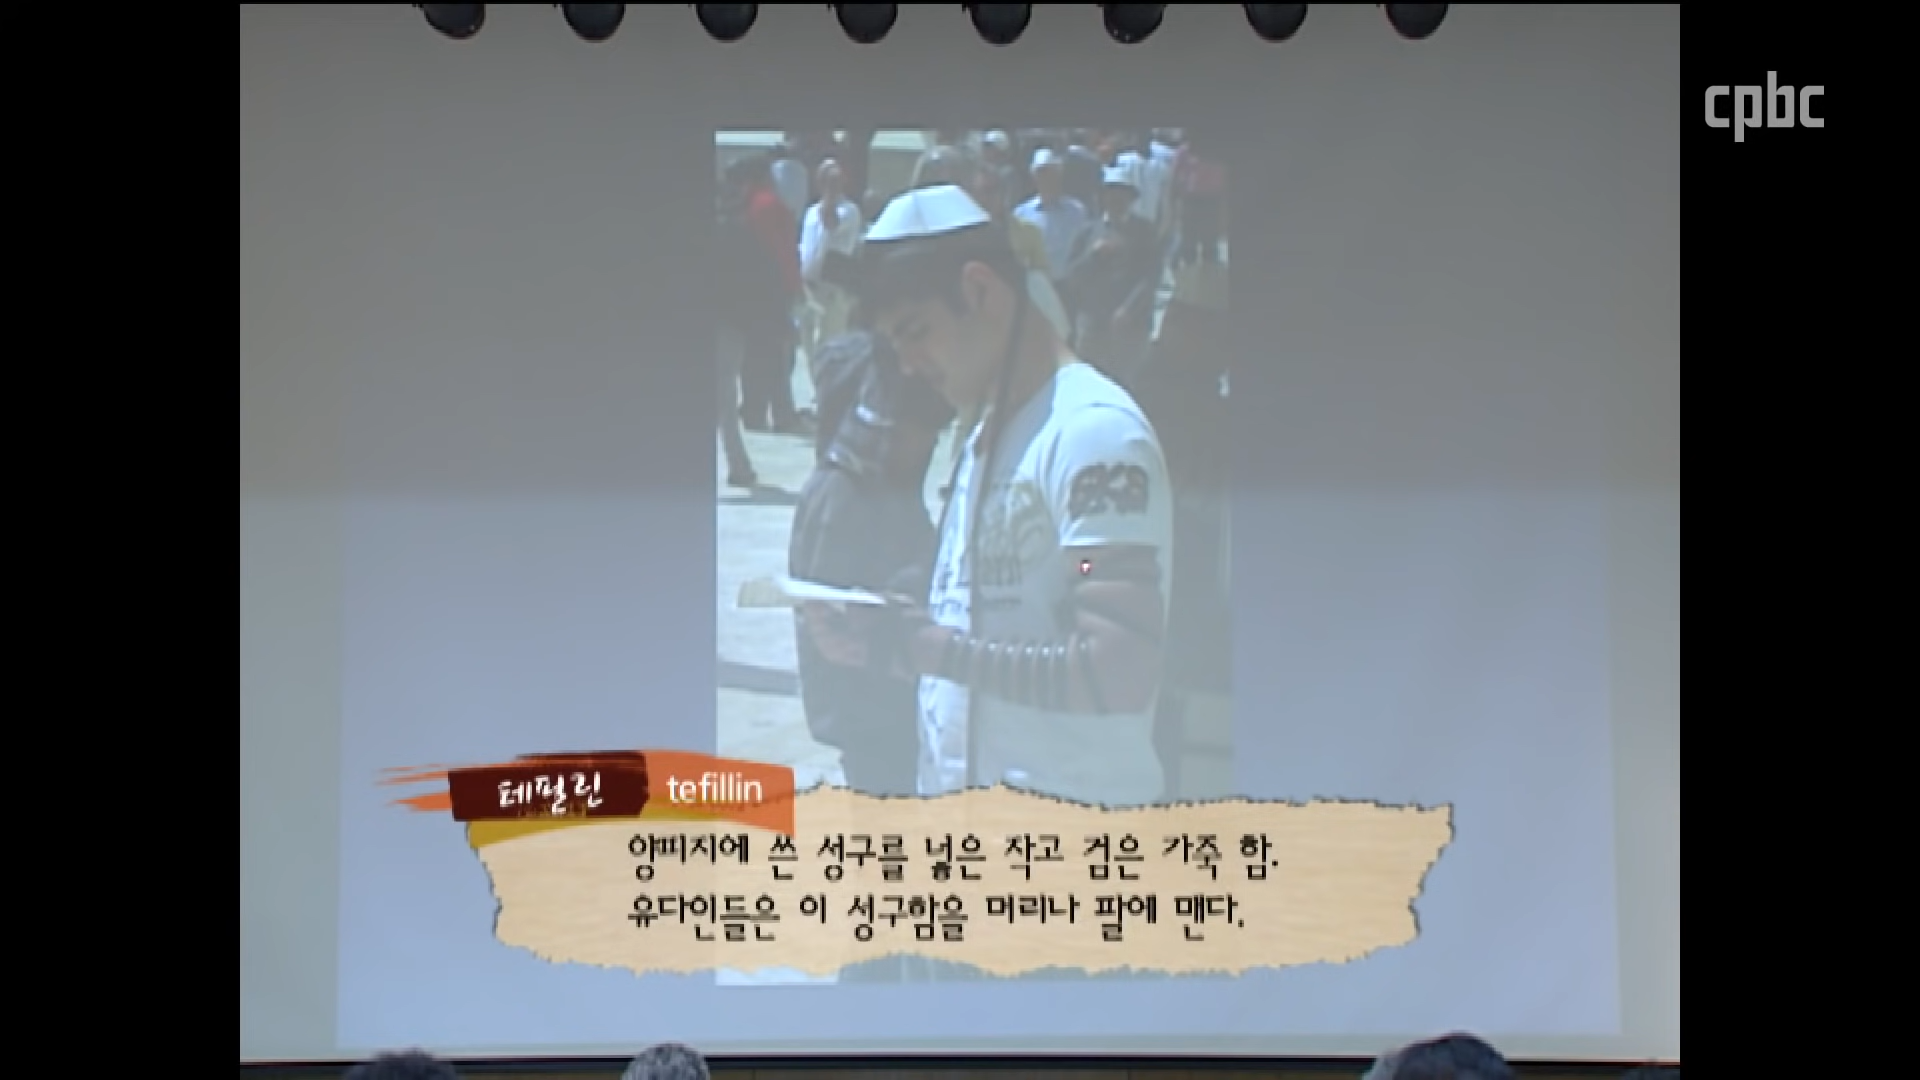 cpbc
테필린 tefillin
양피지에 쓴 성구를 넣은 작고 검은 가죽 함.
유다인들은 이 성구함을 머리나 팔에 맨다.